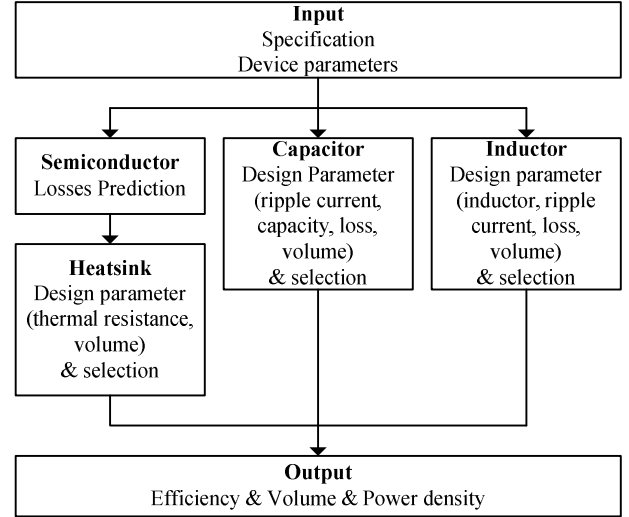 Input
Specification
Device parameters
Semiconductor
Losses Prediction
Heatsink
Design parameter
(thermal resistance,
volume)
& selection
Capacitor
Design Parameter
(ripple current,
capacity, loss,
volume)
& selection
Inductor
Design parameter
(inductor, ripple
current, loss,
volume)
& selection
Output
Efficiency & Volume & Power density